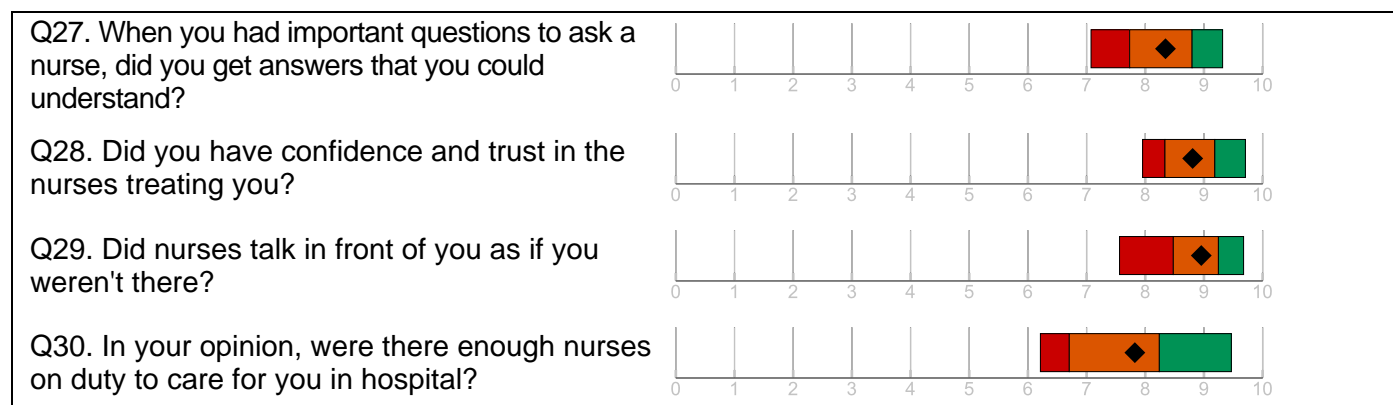 Q27. When you had important questions to ask a
nurse, did you get answers that you could
understand?
0 1 2 3 4 5 6 7 8 9 10
Q28. Did you have confidence and trust in the
nurses treating you?
0 1 2 3 4 5 6 7 8 9 10
Q29. Did nurses talk in front of you as if you
weren't there?
0 1 2 3 4 5 6 7 8 9 10
Q30. In your opinion, were there enough nurses
on duty to care for you in hospital?
0 1 2 3 4 5 6 7 8 9 10